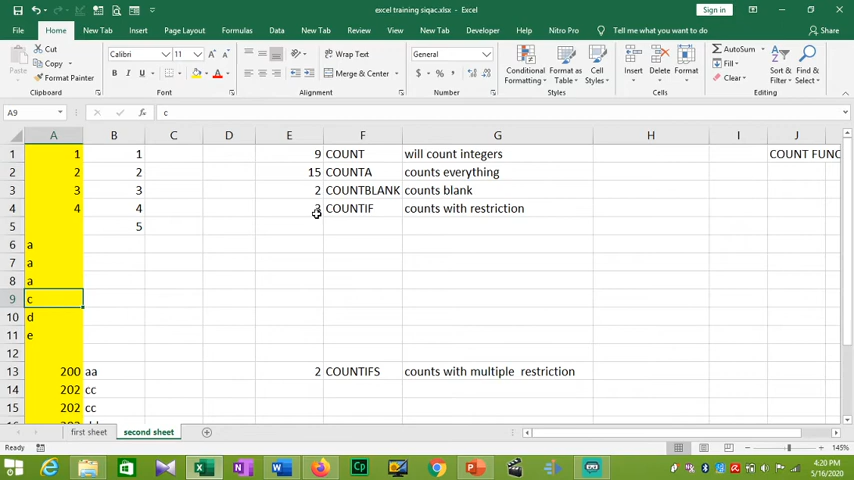 excel training siqac.xlsx - Excel
Sign in
File Home New Tab Insert Page Layout Formulas Data New Tab Review View New Tab Developer Help Nitro Pro Tell me what you want to do Share
Cut
Copy
Format Painter
Paste
Clipboard
Calibri 11
B I U
Font
Wrap Text
Merge & Center
Alignment
General
$ % ,
Number
Conditional Formatting
Format as Table
Cell Styles
Styles
Insert Delete Format
Cells
AutoSum
Fill
Clear
Sort & Filter
Find & Select
Editing
A9 fx c
A B C D E F G H I J
1 1 1 9 COUNT will count integers COUNT FUNC
2 2 2 15 COUNTA counts everything
3 3 3 2 COUNTBLANK counts blank
4 4 4 COUNTIF counts with restriction
5 5
6 a
7 a
8 a
9 c
10 d
11 e
12
13 200 aa 2 COUNTIFS counts with multiple restriction
14 202 cc
15 202 cc
first sheet second sheet
Ready 145%
4:20 PM
5/16/2020